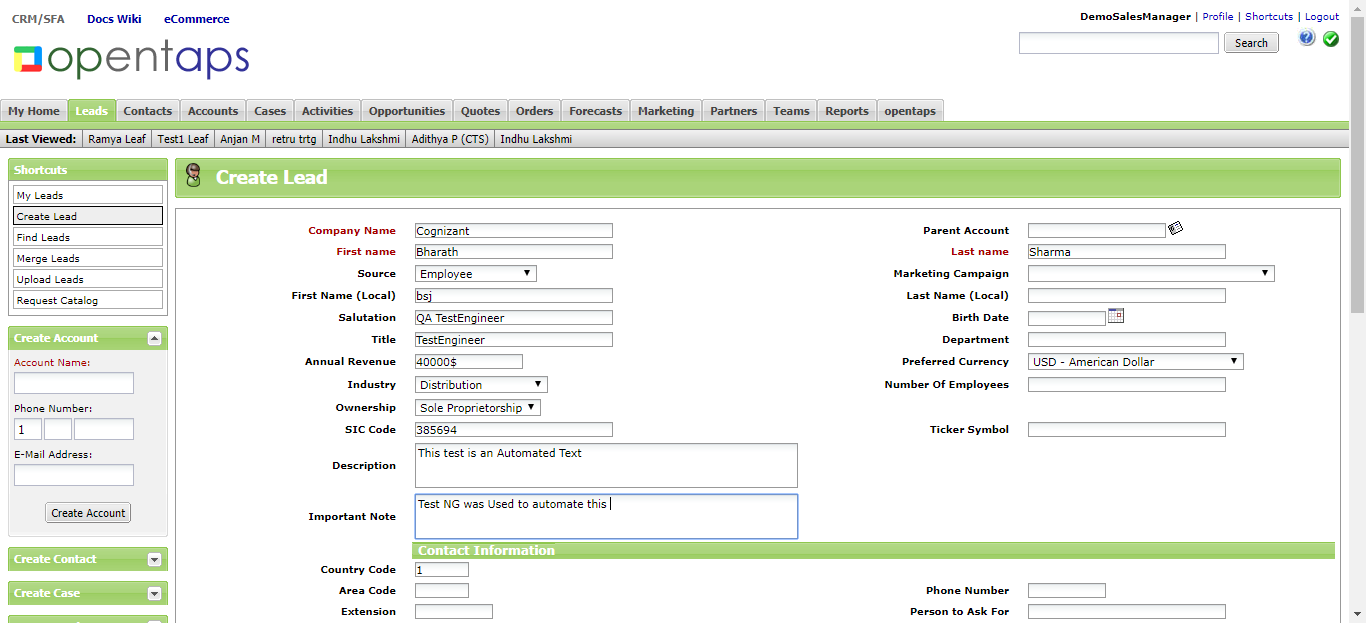 CRM/SFA Docs Wiki eCommerce
DemoSalesManager | Profile | Shortcuts | Logout
opentaps
Search
My Home Leads Contacts Accounts Cases Activities Opportunities Quotes Orders Forecasts Marketing Partners Teams Reports opentaps
Last Viewed: Ramya Leaf Test1 Leaf Anjan M retru trtg Indhu Lakshmi Adithya P (CTS) Indhu Lakshmi
Shortcuts
My Leads
Create Lead
Find Leads
Merge Leads
Upload Leads
Request Catalog
Create Account
Account Name:
Phone Number:
1
E-Mail Address:
Create Account
Create Contact
Create Case
Create Lead
Company Name Cognizant Parent Account
First name Bharath Last name Sharma
Source Employee Marketing Campaign
First Name (Local) bsj Last Name (Local)
Salutation QA TestEngineer Birth Date
Title TestEngineer Department
Annual Revenue 40000$ Preferred Currency USD - American Dollar
Industry Distribution Number Of Employees
Ownership Sole Proprietorship
SIC Code 385694 Ticker Symbol
Description This test is an Automated Text
Important Note Test NG was Used to automate this
Contact Information
Country Code 1
Area Code Phone Number
Extension Person to Ask For